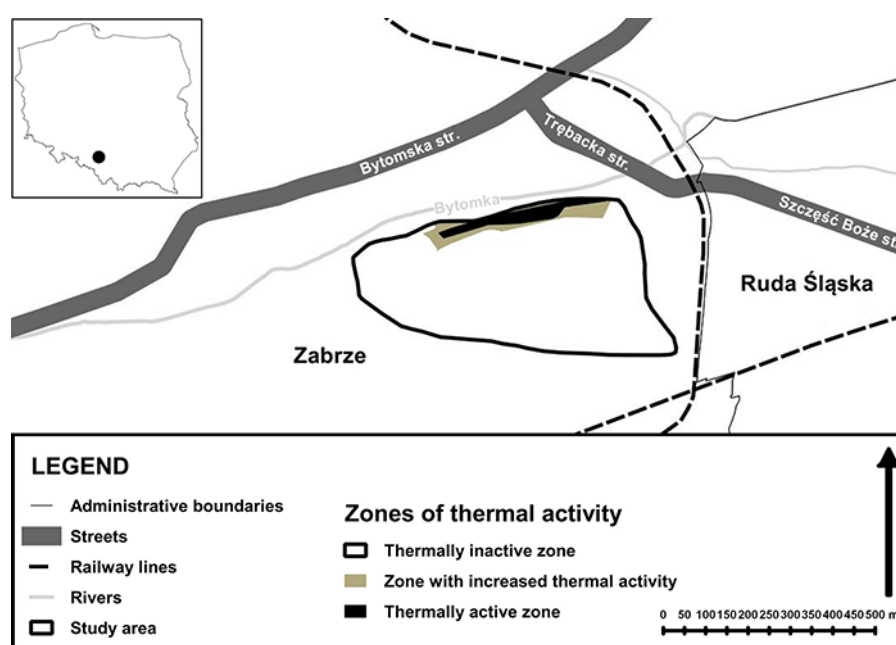 Bytomska str.
Trębacka str.
Szczęść Boże st
Bytomka
Ruda Śląska
Zabrze
LEGEND
Administrative boundaries
Streets
Railway lines
Rivers
Study area
Zones of thermal activity
Thermally inactive zone
Zone with increased thermal activity
Thermally active zone
0 50 100 150 200 250 300 350 400 450 500 m